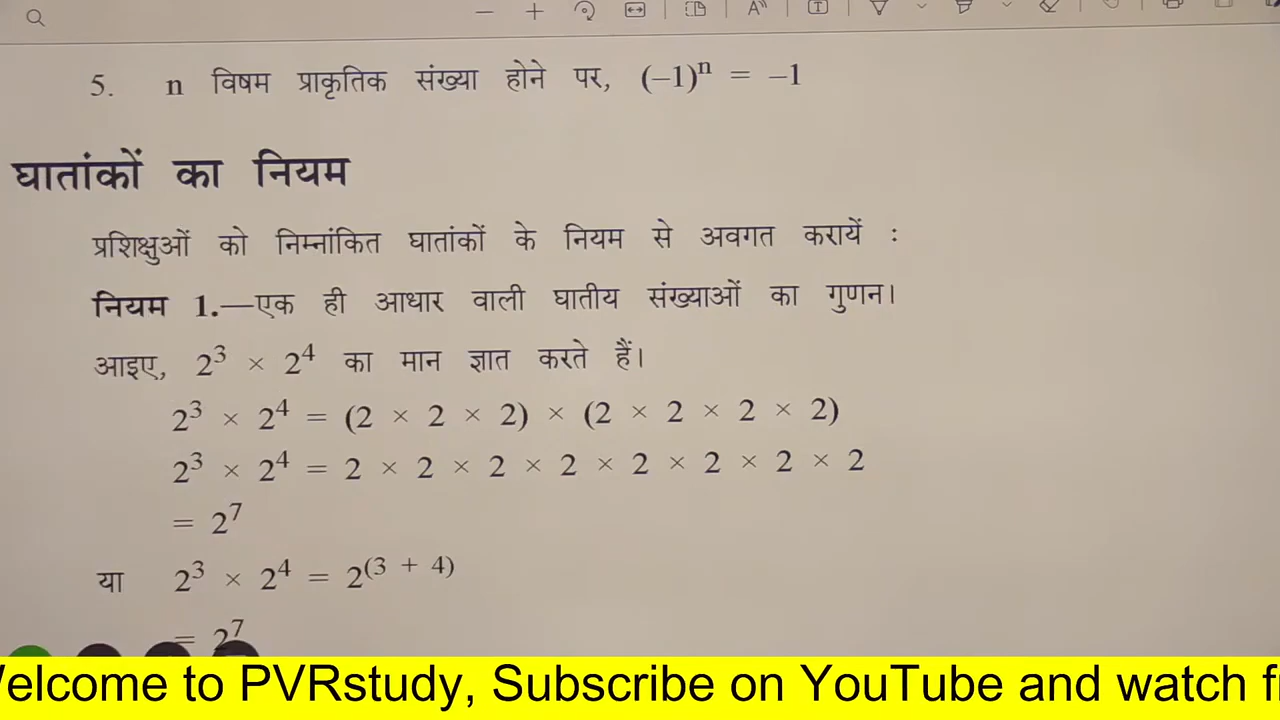 5. n विषम प्राकृतिक संख्या होने पर, (–1)ⁿ = –1
घातांकों का नियम
प्रशिक्षुओं को निम्नांकित घातांकों के नियम से अवगत करायें :
नियम 1.—एक ही आधार वाली घातीय संख्याओं का गुणन।
आइए, 2³ × 2⁴ का मान ज्ञात करते हैं।
2³ × 2⁴ = (2 × 2 × 2) × (2 × 2 × 2 × 2)
2³ × 2⁴ = 2 × 2 × 2 × 2 × 2 × 2 × 2 × 2
= 2⁷
या 2³ × 2⁴ = 2⁽³ ⁺ ⁴⁾
= 2⁷
Welcome to PVRstudy, Subscribe on YouTube and watch